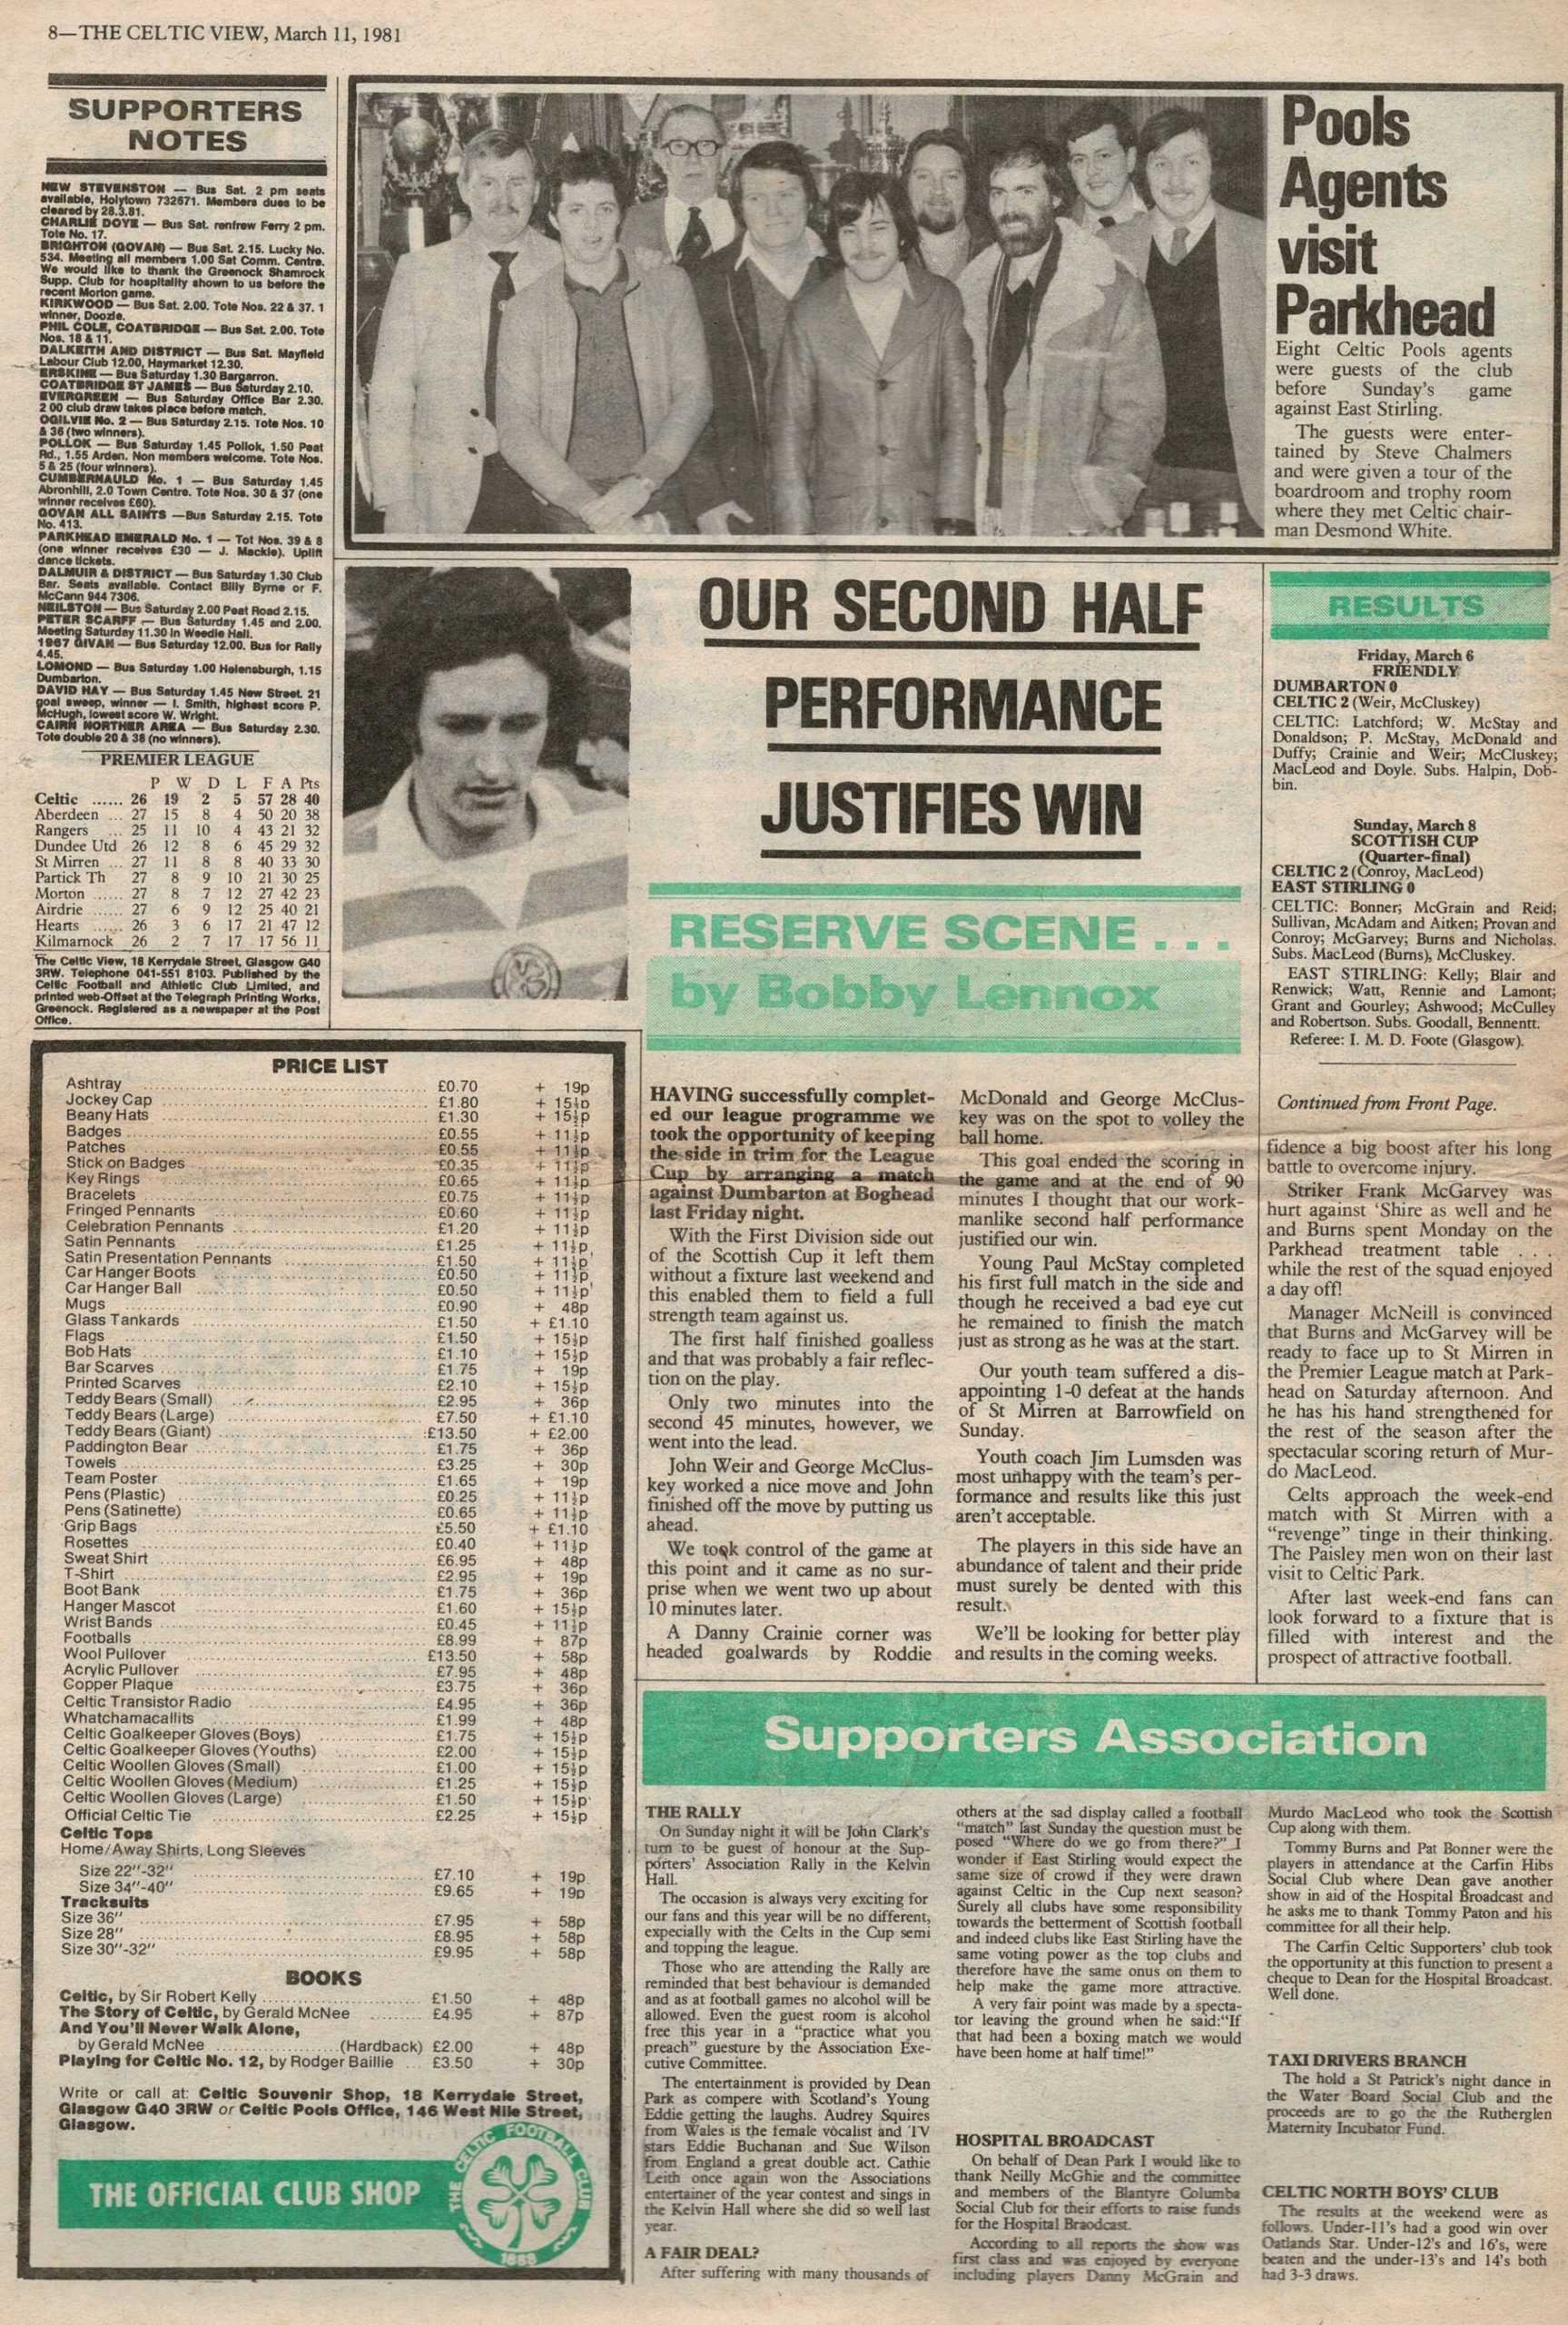 8—THE CELTIC VIEW, March 11, 1981
SUPPORTERS
NOTES
NEW STEVENSTON — Bus Sat. 2 pm seats
available, Holytown 732671. Members dues to be
cleared by 28.3.81.
CHARLIE DOYE — Bus Sat. renfrew Ferry 2 pm.
Tote No. 17.
BRIGHTON (GOVAN) — Bus Sat. 2.15. Lucky No.
534. Meeting all members 1.00 Sat Comm. Centre.
We would like to thank the Greenock Shamrock
Supp. Club for hospitality shown to us before the
recent Morton game.
KIRKWOOD — Bus Sat. 2.00. Tote Nos. 22 & 37. 1
winner, Doozie.
PHIL COLE, COATBRIDGE — Bus Sat. 2.00. Tote
Nos. 18 & 11.
DALKEITH AND DISTRICT — Bus Sat. Mayfield
Labour Club 12.00, Haymarket 12.30.
ERSKINE — Bus Saturday 1.30 Bargarron.
COATBRIDGE ST JAMES — Bus Saturday 2.10.
EVERGREEN — Bus Saturday Office Bar 2.30.
2 00 club draw takes place before match.
OGILVIE No. 2 — Bus Saturday 2.15. Tote Nos. 10
& 36 (two winners).
POLLOK — Bus Saturday 1.45 Pollok, 1.50 Peat
Rd., 1.55 Arden. Non members welcome. Tote Nos.
5 & 25 (four winners).
CUMBERNAULD No. 1 — Bus Saturday 1.45
Abronhill, 2.0 Town Centre. Tote Nos. 30 & 37 (one
winner receives £60).
GOVAN ALL SAINTS —Bus Saturday 2.15. Tote
No. 413.
PARKHEAD EMERALD No. 1 — Tot Nos. 39 & 8
(one winner receives £30 — J. Mackie). Uplift
dance tickets.
DALMUIR & DISTRICT — Bus Saturday 1.30 Club
Bar. Seats available. Contact Billy Byrne or F.
McCann 944 7306.
NEILSTON — Bus Saturday 2.00 Peat Road 2.15.
PETER SCARFF — Bus Saturday 1.45 and 2.00.
Meeting Saturday 11.30 in Weedie Hall.
1967 GIVAN — Bus Saturday 12.00. Bus for Rally
4.45.
LOMOND — Bus Saturday 1.00 Helensburgh, 1.15
Dumbarton.
DAVID HAY — Bus Saturday 1.45 New Street. 21
goal sweep, winner — I. Smith, highest score P.
McHugh, lowest score W. Wright.
CAIRN NORTHER AREA — Bus Saturday 2.30.
Tote double 20 & 38 (no winners).
PREMIER LEAGUE
P W D L F A Pts
Celtic ...... 26 19 2 5 57 28 40
Aberdeen ... 27 15 8 4 50 20 38
Rangers ... 25 11 10 4 43 21 32
Dundee Utd 26 12 8 6 45 29 32
St Mirren ... 27 11 8 8 40 33 30
Partick Th 27 8 9 10 21 30 25
Morton ...... 27 8 7 12 27 42 23
Airdrie ...... 27 6 9 12 25 40 21
Hearts ...... 26 3 6 17 21 47 12
Kilmarnock 26 2 7 17 17 56 11
The Celtic View, 18 Kerrydale Street, Glasgow G40
3RW. Telephone 041-551 8103. Published by the
Celtic Football and Athletic Club Limited, and
printed web-Offset at the Telegraph Printing Works,
Greenock. Registered as a newspaper at the Post
Office.
Pools
Agents
visit
Parkhead
Eight Celtic Pools agents
were guests of the club
before Sunday's game
against East Stirling.
The guests were enter-
tained by Steve Chalmers
and were given a tour of the
boardroom and trophy room
where they met Celtic chair-
man Desmond White.
OUR SECOND HALF
PERFORMANCE
JUSTIFIES WIN
RESERVE SCENE . . .
by Bobby Lennox
HAVING successfully complet-
ed our league programme we
took the opportunity of keeping
the side in trim for the League
Cup by arranging a match
against Dumbarton at Boghead
last Friday night.
With the First Division side out
of the Scottish Cup it left them
without a fixture last weekend and
this enabled them to field a full
strength team against us.
The first half finished goalless
and that was probably a fair reflec-
tion on the play.
Only two minutes into the
second 45 minutes, however, we
went into the lead.
John Weir and George McClus-
key worked a nice move and John
finished off the move by putting us
ahead.
We took control of the game at
this point and it came as no sur-
prise when we went two up about
10 minutes later.
A Danny Crainie corner was
headed goalwards by Roddie
McDonald and George McClus-
key was on the spot to volley the
ball home.
This goal ended the scoring in
the game and at the end of 90
minutes I thought that our work-
manlike second half performance
justified our win.
Young Paul McStay completed
his first full match in the side and
though he received a bad eye cut
he remained to finish the match
just as strong as he was at the start.
Our youth team suffered a dis-
appointing 1-0 defeat at the hands
of St Mirren at Barrowfield on
Sunday.
Youth coach Jim Lumsden was
most unhappy with the team's per-
formance and results like this just
aren't acceptable.
The players in this side have an
abundance of talent and their pride
must surely be dented with this
result.
We'll be looking for better play
and results in the coming weeks.
RESULTS
Friday, March 6
FRIENDLY
DUMBARTON 0
CELTIC 2 (Weir, McCluskey)
CELTIC: Latchford; W. McStay and
Donaldson; P. McStay, McDonald and
Duffy; Crainie and Weir; McCluskey;
MacLeod and Doyle. Subs. Halpin, Dob-
bin.
Sunday, March 8
SCOTTISH CUP
(Quarter-final)
CELTIC 2 (Conroy, MacLeod)
EAST STIRLING 0
CELTIC: Bonner; McGrain and Reid;
Sullivan, McAdam and Aitken; Provan and
Conroy; McGarvey; Burns and Nicholas.
Subs. MacLeod (Burns), McCluskey.
EAST STIRLING: Kelly; Blair and
Renwick; Watt, Rennie and Lamont;
Grant and Gourley; Ashwood; McCulley
and Robertson. Subs. Goodall, Bennentt.
Referee: I. M. D. Foote (Glasgow).
Continued from Front Page.
fidence a big boost after his long
battle to overcome injury.
Striker Frank McGarvey was
hurt against 'Shire as well and he
and Burns spent Monday on the
Parkhead treatment table . . .
while the rest of the squad enjoyed
a day off!
Manager McNeill is convinced
that Burns and McGarvey will be
ready to face up to St Mirren in
the Premier League match at Park-
head on Saturday afternoon. And
he has his hand strengthened for
the rest of the season after the
spectacular scoring return of Mur-
do MacLeod.
Celts approach the week-end
match with St Mirren with a
"revenge" tinge in their thinking.
The Paisley men won on their last
visit to Celtic Park.
After last week-end fans can
look forward to a fixture that is
filled with interest and the
prospect of attractive football.
PRICE LIST
Ashtray £0.70 + 19p
Jockey Cap £1.80 + 15½p
Beany Hats £1.30 + 15½p
Badges £0.55 + 11½p
Patches £0.55 + 11½p
Stick on Badges £0.35 + 11½p
Key Rings £0.65 + 11½p
Bracelets £0.75 + 11½p
Fringed Pennants £0.60 + 11½p
Celebration Pennants £1.20 + 11½p
Satin Pennants £1.25 + 11½p
Satin Presentation Pennants £1.50 + 11½p
Car Hanger Boots £0.50 + 11½p
Car Hanger Ball £0.50 + 11½p
Mugs £0.90 + 48p
Glass Tankards £1.50 + £1.10
Flags £1.50 + 15½p
Bob Hats £1.10 + 15½p
Bar Scarves £1.75 + 19p
Printed Scarves £2.10 + 15½p
Teddy Bears (Small) £2.95 + 36p
Teddy Bears (Large) £7.50 + £1.10
Teddy Bears (Giant) £13.50 + £2.00
Paddington Bear £1.75 + 36p
Towels £3.25 + 30p
Team Poster £1.65 + 19p
Pens (Plastic) £0.25 + 11½p
Pens (Satinette) £0.65 + 11½p
Grip Bags £5.50 + £1.10
Rosettes £0.40 + 11½p
Sweat Shirt £6.95 + 48p
T-Shirt £2.95 + 19p
Boot Bank £1.75 + 36p
Hanger Mascot £1.60 + 15½p
Wrist Bands £0.45 + 11½p
Footballs £8.99 + 87p
Wool Pullover £13.50 + 58p
Acrylic Pullover £7.95 + 48p
Copper Plaque £3.75 + 36p
Celtic Transistor Radio £4.95 + 36p
Whatchamacallits £1.99 + 48p
Celtic Goalkeeper Gloves (Boys) £1.75 + 15½p
Celtic Goalkeeper Gloves (Youths) £2.00 + 15½p
Celtic Woollen Gloves (Small) £1.00 + 15½p
Celtic Woollen Gloves (Medium) £1.25 + 15½p
Celtic Woollen Gloves (Large) £1.50 + 15½p
Official Celtic Tie £2.25 + 15½p
Celtic Tops
Home/Away Shirts, Long Sleeves
Size 22"-32" £7.10 + 19p
Size 34"-40" £9.65 + 19p
Tracksuits
Size 36" £7.95 + 58p
Size 28" £8.95 + 58p
Size 30"-32" £9.95 + 58p
BOOKS
Celtic, by Sir Robert Kelly £1.50 + 48p
The Story of Celtic, by Gerald McNee £4.95 + 87p
And You'll Never Walk Alone,
by Gerald McNee (Hardback) £2.00 + 48p
Playing for Celtic No. 12, by Rodger Baillie £3.50 + 30p
Write or call at: Celtic Souvenir Shop, 18 Kerrydale Street,
Glasgow G40 3RW or Celtic Pools Office, 146 West Nile Street,
Glasgow.
THE OFFICIAL CLUB SHOP
THE CELTIC FOOTBALL CLUB
1888
Supporters Association
THE RALLY
On Sunday night it will be John Clark's
turn to be guest of honour at the Sup-
porters' Association Rally in the Kelvin
Hall.
The occasion is always very exciting for
our fans and this year will be no different,
expecially with the Celts in the Cup semi
and topping the league.
Those who are attending the Rally are
reminded that best behaviour is demanded
and as at football games no alcohol will be
allowed. Even the guest room is alcohol
free this year in a "practice what you
preach" guesture by the Association Exe-
cutive Committee.
The entertainment is provided by Dean
Park as compere with Scotland's Young
Eddie getting the laughs. Audrey Squires
from Wales is the female vocalist and TV
stars Eddie Buchanan and Sue Wilson
from England a great double act. Cathie
Leith once again won the Associations
entertainer of the year contest and sings in
the Kelvin Hall where she did so well last
year.
A FAIR DEAL?
After suffering with many thousands of
others at the sad display called a football
"match" last Sunday the question must be
posed "Where do we go from there?" I
wonder if East Stirling would expect the
same size of crowd if they were drawn
against Celtic in the Cup next season?
Surely all clubs have some responsibility
towards the betterment of Scottish football
and indeed clubs like East Stirling have the
same voting power as the top clubs and
therefore have the same onus on them to
help make the game more attractive.
A very fair point was made by a specta-
tor leaving the ground when he said:"If
that had been a boxing match we would
have been home at half time!"
HOSPITAL BROADCAST
On behalf of Dean Park I would like to
thank Neilly McGhie and the committee
and members of the Blantyre Columba
Social Club for their efforts to raise funds
for the Hospital Braodcast.
According to all reports the show was
first class and was enjoyed by everyone
including players Danny McGrain and
Murdo MacLeod who took the Scottish
Cup along with them.
Tommy Burns and Pat Bonner were the
players in attendance at the Carfin Hibs
Social Club where Dean gave another
show in aid of the Hospital Broadcast and
he asks me to thank Tommy Paton and his
committee for all their help.
The Carfin Celtic Supporters' club took
the opportunity at this function to present a
cheque to Dean for the Hospital Broadcast.
Well done.
TAXI DRIVERS BRANCH
The hold a St Patrick's night dance in
the Water Board Social Club and the
proceeds are to go the the Rutherglen
Maternity Incubator Fund.
CELTIC NORTH BOYS' CLUB
The results at the weekend were as
follows. Under-11's had a good win over
Oatlands Star. Under-12's and 16's, were
beaten and the under-13's and 14's both
had 3-3 draws.